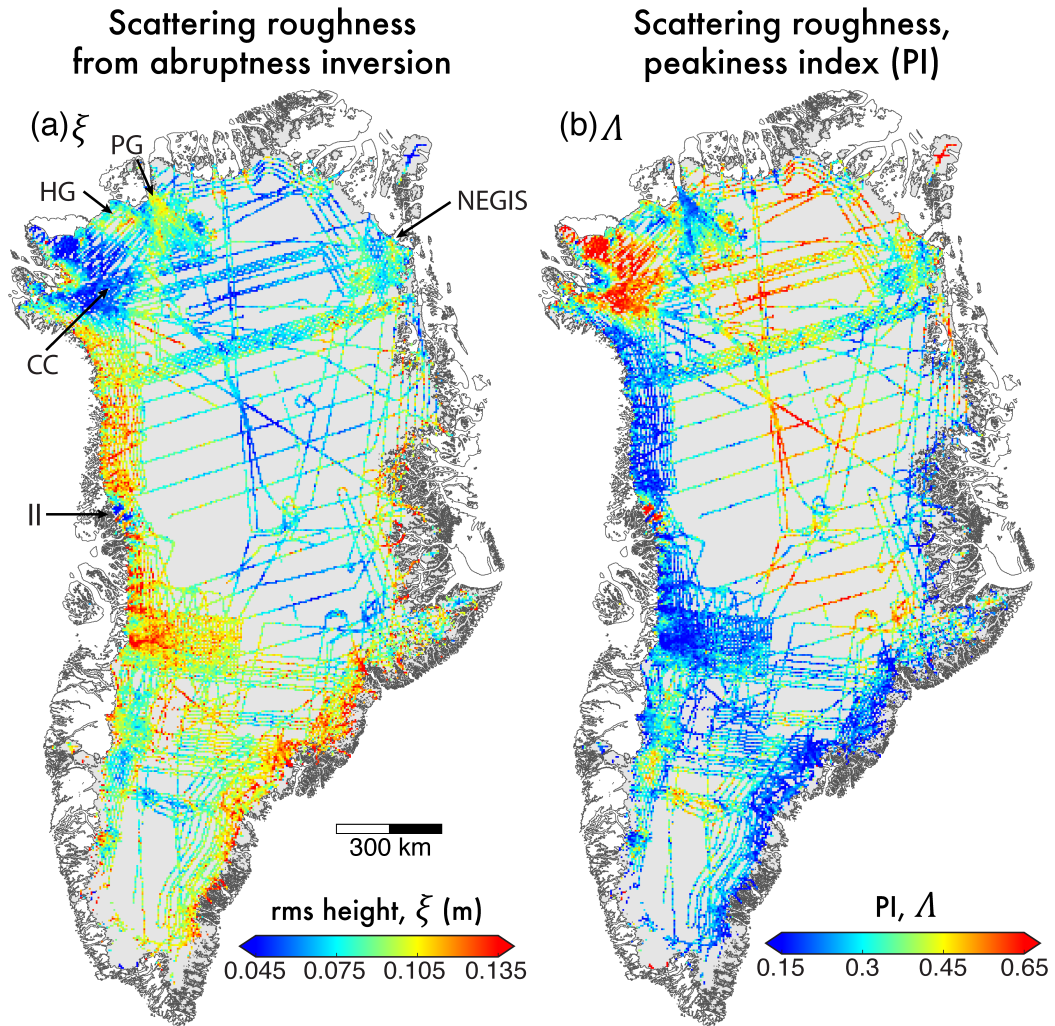 Scattering roughness
from abruptness inversion
Scattering roughness,
peakiness index (PI)
(a) ξ
(b) Λ
PG
HG
NEGIS
CC
II
300 km
rms height, ξ (m)
0.045 0.075 0.105 0.135
PI, Λ
0.15 0.3 0.45 0.65